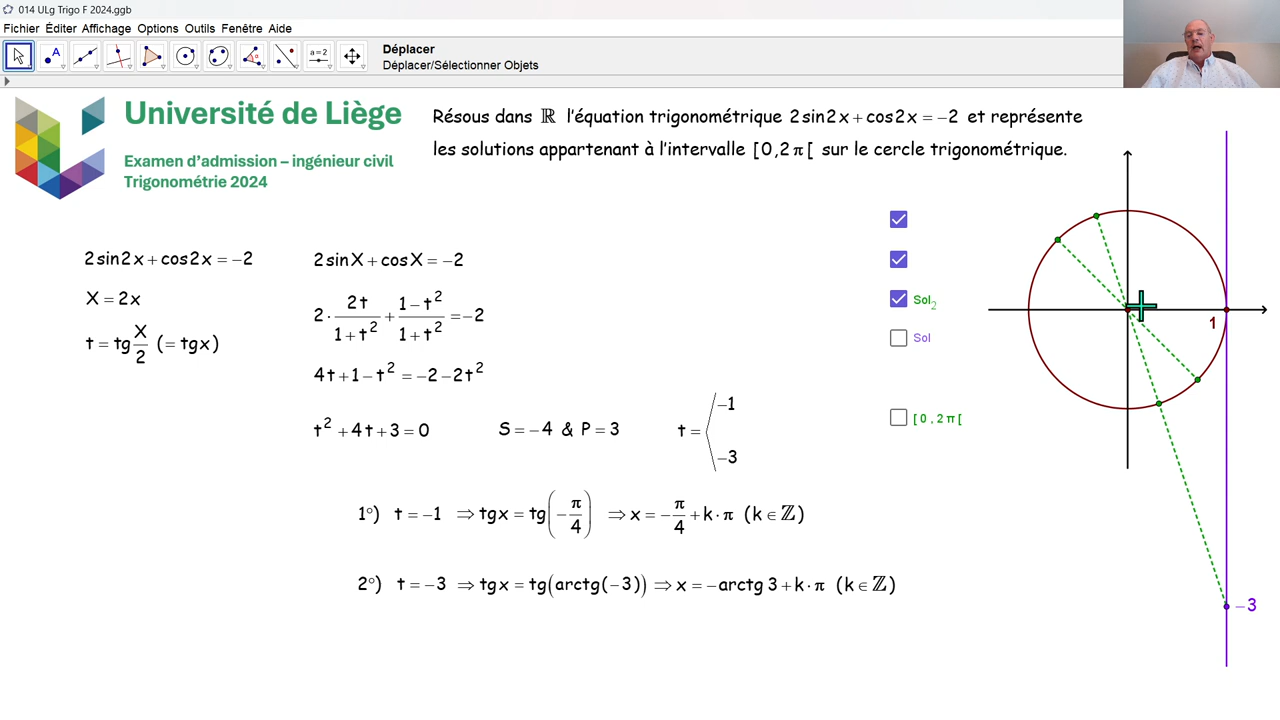 014 ULg Trigo F 2024.ggb
Fichier Éditer Affichage Options Outils Fenêtre Aide
A
a=2
Déplacer
Déplacer/Sélectionner Objets
Université de Liège
Examen d'admission – ingénieur civil
Trigonométrie 2024
Résous dans ℝ l'équation trigonométrique 2sin2x+cos2x=−2 et représente
les solutions appartenant à l'intervalle [0,2π[ sur le cercle trigonométrique.
2sin2x+cos2x=−2
X=2x
t=tg X/2 (=tgx)
2sinX+cosX=−2
2·2t/(1+t²)+(1−t²)/(1+t²)=−2
4t+1−t²=−2−2t²
t²+4t+3=0 S=−4 & P=3 t=
−1
−3
1°) t=−1 ⇒tgx=tg(−π/4) ⇒x=−π/4+k·π (k∈ℤ)
2°) t=−3 ⇒tgx=tg(arctg(−3))⇒x=−arctg3+k·π (k∈ℤ)
Sol₂
Sol
[0,2π[
1
−3